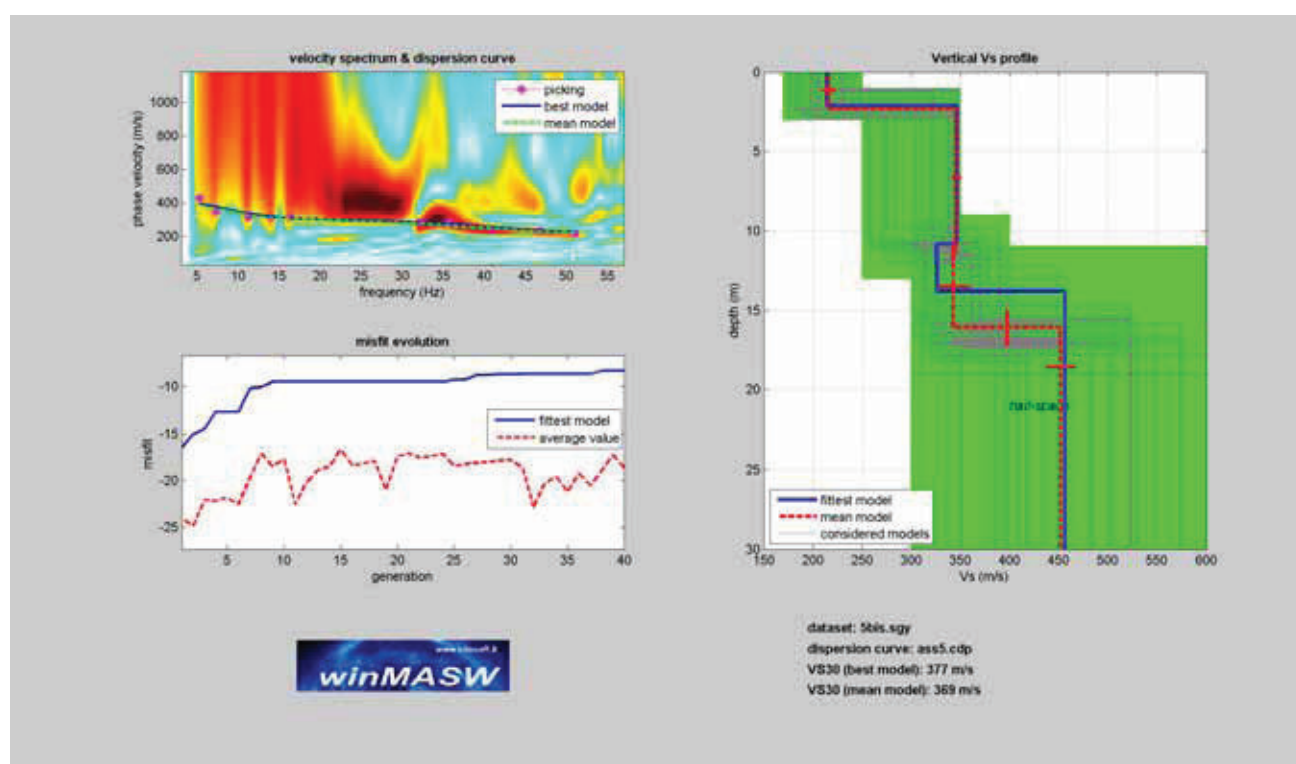 velocity spectrum & dispersion curve
1000
800
600
400
200
phase velocity (m/s)
picking
best model
mean model
5 10 15 20 25 30 35 40 45 50 55
frequency (Hz)
misfit evolution
-10
-15
-20
-25
misfit
fittest model
average value
5 10 15 20 25 30 35 40
generation
Vertical Vs profile
0
5
10
15
20
25
30
depth (m)
half-space
fittest model
mean model
considered models
150 200 250 300 350 400 450 500 550 600
Vs (m/s)
winMASW
dataset: 5bis.sgy
dispersion curve: ass5.cdp
VS30 (best model): 377 m/s
VS30 (mean model): 369 m/s